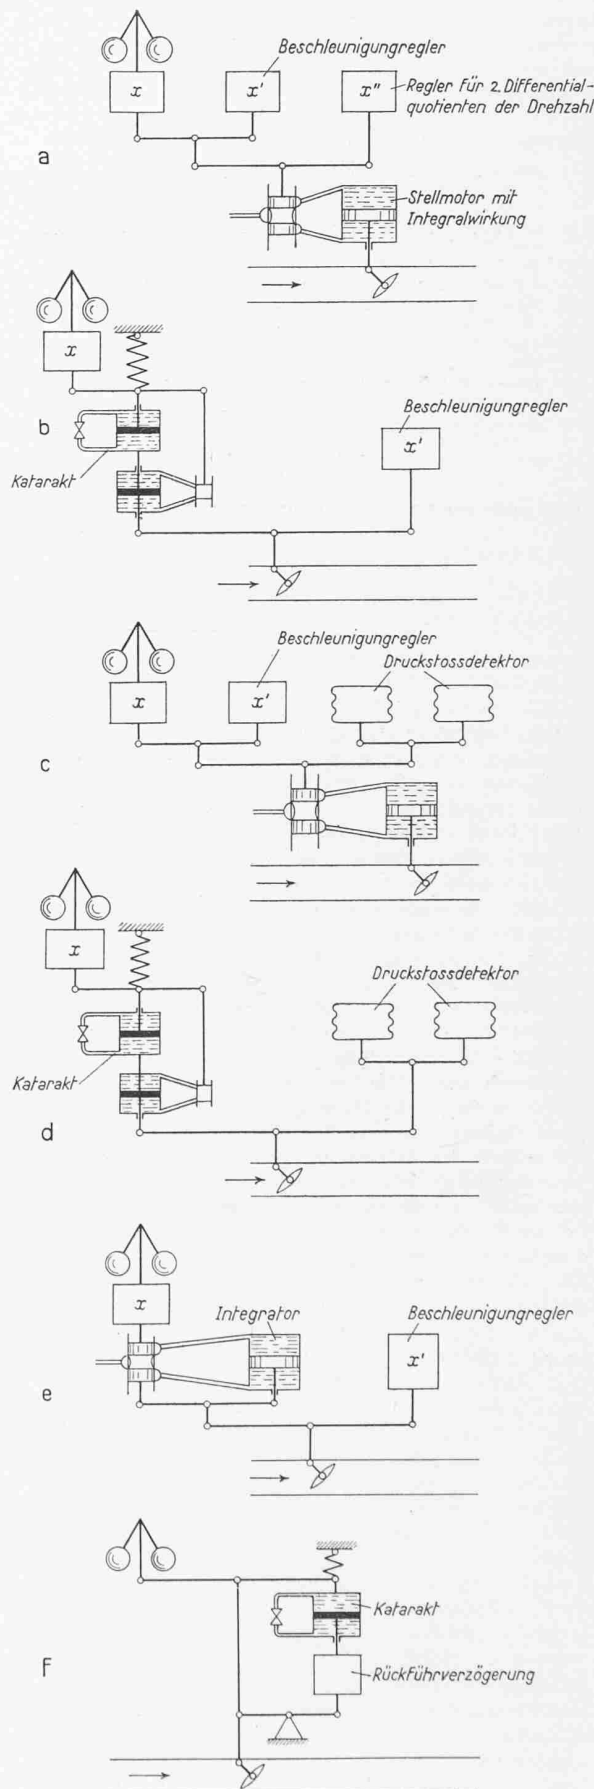 Beschleunigungregler
x
x'
x"
Regler für 2. Differential-
quotienten der Drehzahl
a
Stellmotor mit
Integralwirkung
x
Beschleunigungregler
b
x'
Katarakt
Beschleunigungregler
Druckstossdetektor
x
x'
c
x
Druckstossdetektor
Katarakt
d
x
Integrator
Beschleunigungregler
x'
e
Katarakt
f
Rückführverzögerung